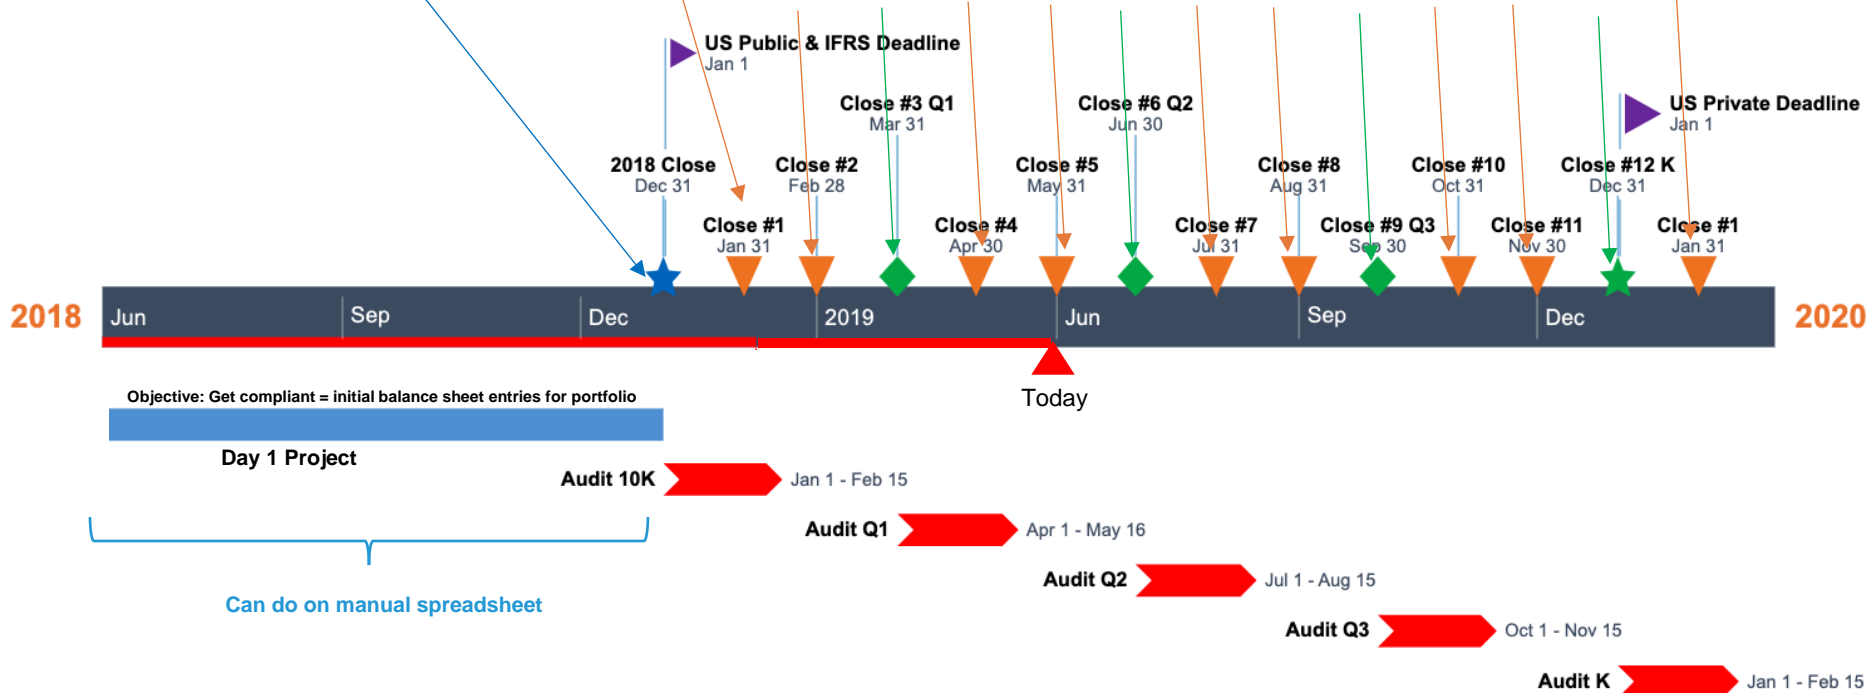 US Public & IFRS Deadline
Jan 1
Close #3 Q1
Mar 31
Close #6 Q2
Jun 30
US Private Deadline
Jan 1
2018 Close
Dec 31
Close #2
Feb 28
Close #5
May 31
Close #8
Aug 31
Close #10
Oct 31
Close #12 K
Dec 31
Close #1
Jan 31
Close #4
Apr 30
Close #7
Jul 31
Close #9 Q3
Sep 30
Close #11
Nov 30
Close #1
Jan 31
2018
Jun
Sep
Dec
2019
Jun
Sep
Dec
2020
Today
Objective: Get compliant = initial balance sheet entries for portfolio
Day 1 Project
Audit 10K
Jan 1 - Feb 15
Audit Q1
Apr 1 - May 16
Audit Q2
Jul 1 - Aug 15
Can do on manual spreadsheet
Audit Q3
Oct 1 - Nov 15
Audit K
Jan 1 - Feb 15